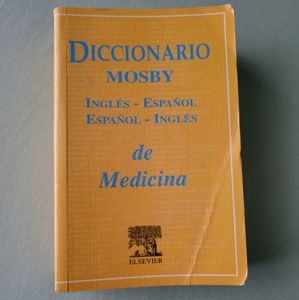 DICCIONARIO
MOSBY
INGLÉS - ESPAÑOL
ESPAÑOL - INGLÉS
de
Medicina
ELSEVIER